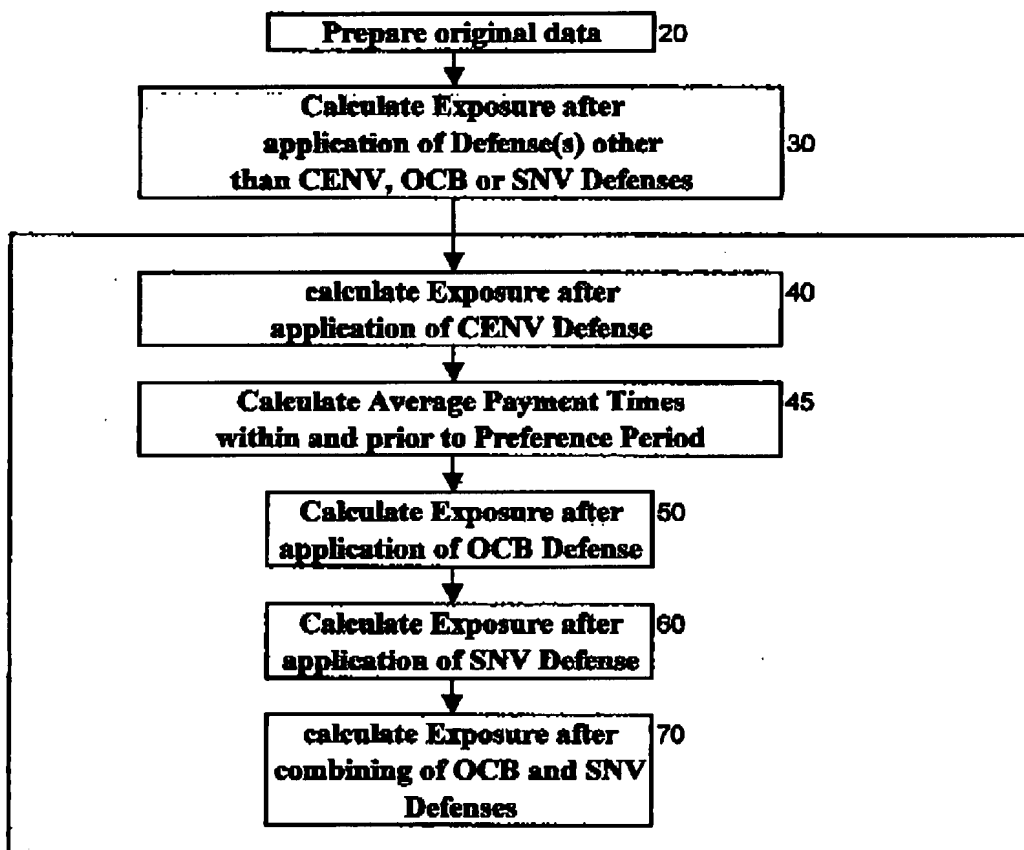 Prepare original data 20
Calculate Exposure after
application of Defense(s) other
than CENV, OCB or SNV Defenses
30
calculate Exposure after
application of CENV Defense
40
Calculate Average Payment Times
within and prior to Preference Period
45
Calculate Exposure after
application of OCB Defense
50
Calculate Exposure after
application of SNV Defense
60
calculate Exposure after
combining of OCB and SNV
Defenses
70